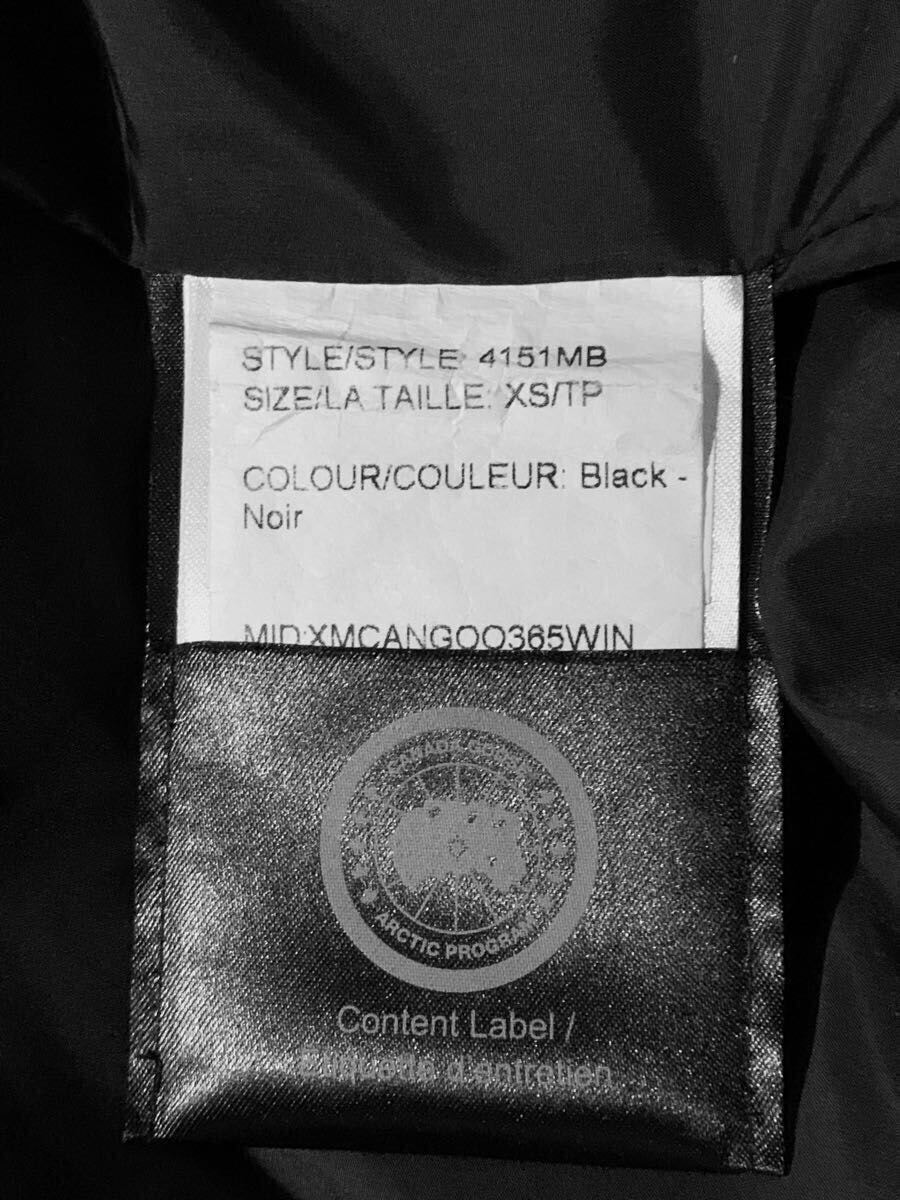 STYLE/STYLE: 4151MB
SIZE/LA TAILLE: XS/TP
COLOUR/COULEUR: Black -
Noir
MID:XMCANGOO365WIN
CANADA GOOSE
ARCTIC PROGRAM
Content Label /
Étiquette d'entretien